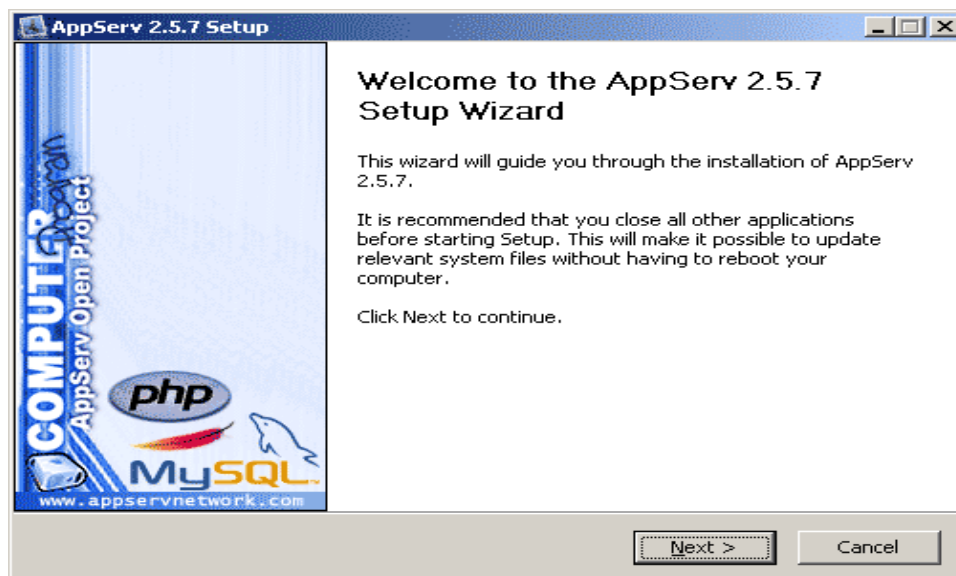 AppServ 2.5.7 Setup
Welcome to the AppServ 2.5.7
Setup Wizard
This wizard will guide you through the installation of AppServ
2.5.7.
It is recommended that you close all other applications
before starting Setup. This will make it possible to update
relevant system files without having to reboot your
computer.
Click Next to continue.
COMPUTER
Program
AppServ Open Project
php
MySQL
www.appservnetwork.com
Next >
Cancel